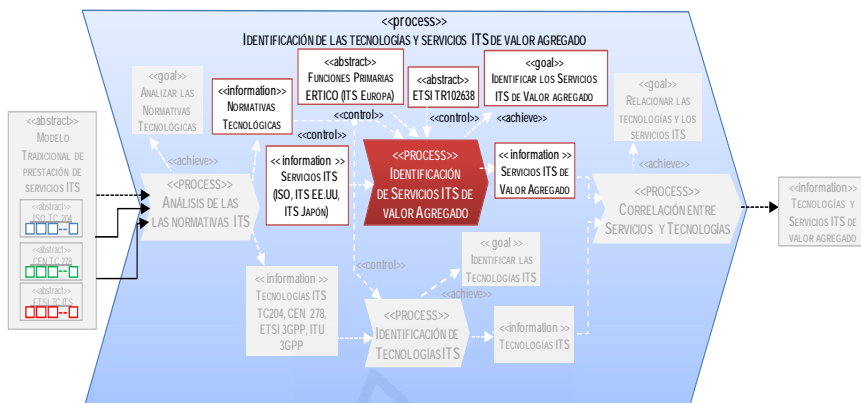 <<process>>
IDENTIFICACIÓN DE LAS TECNOLOGÍAS Y SERVICIOS ITS DE VALOR AGREGADO
<<abstract>>
MODELO
TRADICIONAL DE
PRESTACIÓN DE
SERVICIOS ITS
<<abstract>>
ISO TC 204
<<abstract>>
CEN TC 278
<<abstract>>
ETSI TC ITS
<<goal>>
ANALIZAR LAS
NORMATIVAS
TECNOLÓGICAS
<<achieve>>
<<PROCESS>>
ANÁLISIS DE LAS
LAS NORMATIVAS ITS
<<information>>
NORMATIVAS
TECNOLÓGICAS
<<abstract>>
FUNCIONES PRIMARIAS
ERTICO (ITS EUROPA)
<<abstract>>
ETSI TR102638
<<goal>>
IDENTIFICAR LOS SERVICIOS
ITS DE VALOR AGREGADO
<<control>>
<<control>>
<<control>>
<<achieve>>
<<information >>
SERVICIOS ITS
(ISO, ITS EE.UU,
ITS JAPÓN)
<<PROCESS>>
IDENTIFICACIÓN
DE SERVICIOS ITS DE
VALOR AGREGADO
<<information >>
SERVICIOS ITS DE
VALOR AGREGADO
<<goal>>
RELACIONAR LAS
TECNOLOGÍAS Y LOS
SERVICIOS ITS
<<achieve>>
<<PROCESS>>
CORRELACIÓN ENTRE
SERVICIOS Y TECNOLOGÍAS
<<information >>
TECNOLOGÍAS Y
SERVICIOS ITS DE
VALOR AGREGADO
<< information >>
TECNOLOGÍAS ITS
TC204, CEN 278,
ETSI 3GPP, ITU
3GPP
<<control>>
<< goal>>
IDENTIFICAR LAS
TECNOLOGÍAS ITS
<<achieve>>
<<PROCESS>>
IDENTIFICACIÓN DE
TECNOLOGÍAS ITS
<<information >>
TECNOLOGÍAS ITS